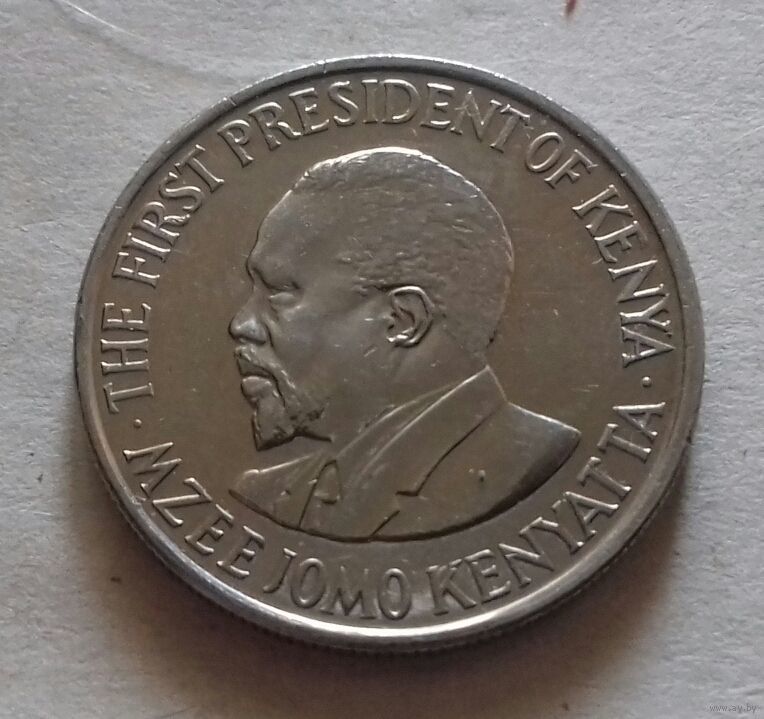 · THE FIRST PRESIDENT OF KENYA ·
MZEE JOMO KENYATTA
www.ay.by